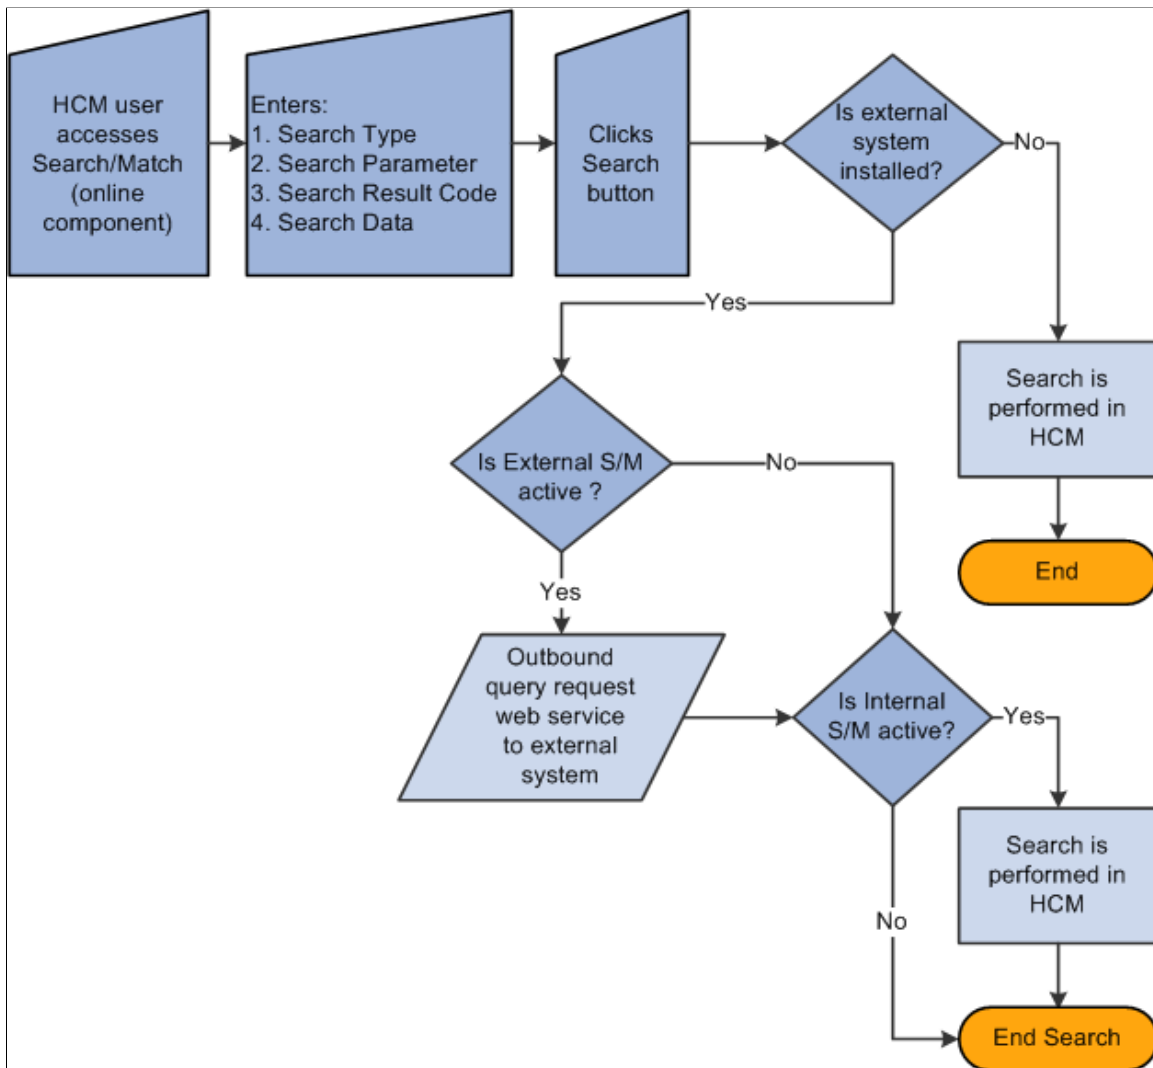 HCM user
accesses
Search/Match
(online
component)
Enters:
1. Search Type
2. Search Parameter
3. Search Result Code
4. Search Data
Clicks
Search
button
Is external
system
installed?
No
Yes
Search is
performed in
HCM
End
Is External S/M
active ?
No
Yes
Outbound
query request
web service
to external
system
Is Internal
S/M active?
Yes
No
Search is
performed in
HCM
End Search